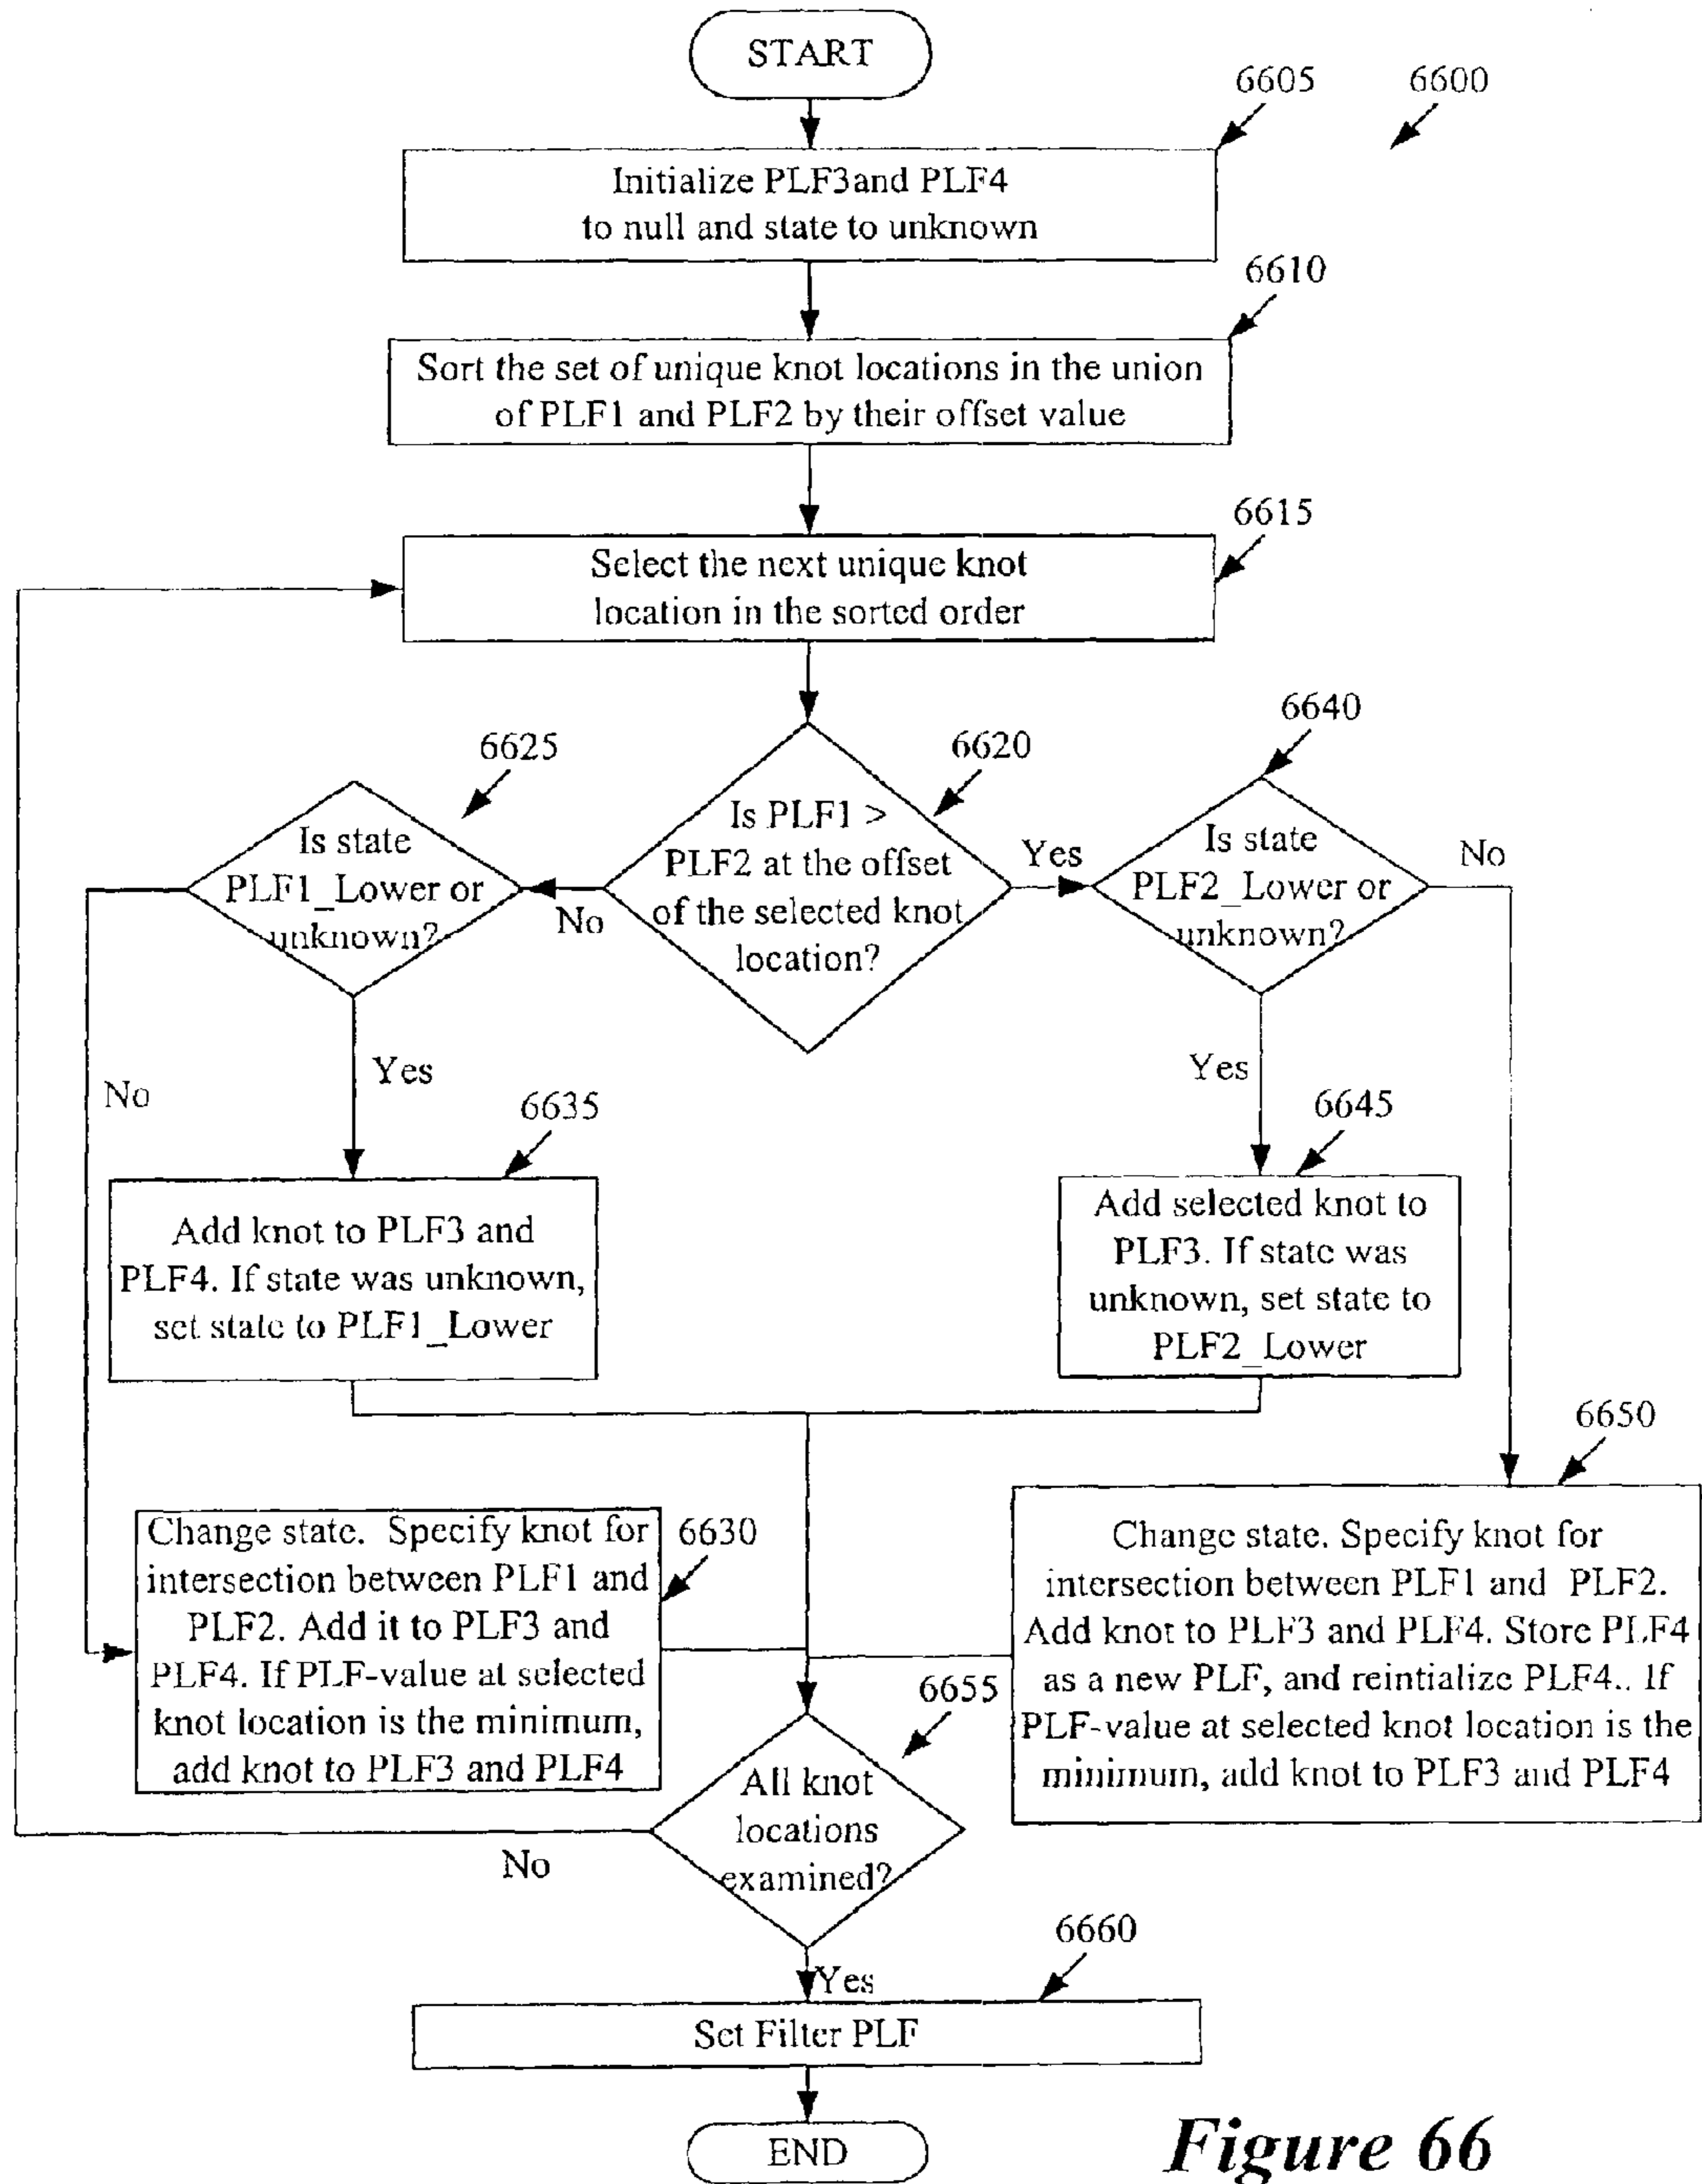 START
6605
6600
Initialize PLF3and PLF4
to null and state to unknown
6610
Sort the set of unique knot locations in the union
of PLF1 and PLF2 by their offset value
6615
Select the next unique knot
location in the sorted order
6640
6625
6620
Is state
PLF1_Lower or
unknown?
Is PLF1 >
PLF2 at the offset
of the selected knot
location?
Is state
PLF2_Lower or
unknown?
No
Yes
No
No
Yes
Yes
6635
6645
Add knot to PLF3 and
PLF4. If state was unknown,
set state to PLF1_Lower
Add selected knot to
PLF3. If state was
unknown, set state to
PLF2_Lower
6650
6630
Change state. Specify knot for
intersection between PLF1 and
PLF2. Add it to PLF3 and
PLF4. If PLF-value at selected
knot location is the minimum,
add knot to PLF3 and PLF4
Change state. Specify knot for
intersection between PLF1 and PLF2.
Add knot to PLF3 and PLF4. Store PLF4
as a new PLF, and reintialize PLF4.. If
PLF-value at selected knot location is the
minimum, add knot to PLF3 and PLF4
6655
All knot
locations
examined?
No
6660
Yes
Set Filter PLF
END
Figure 66